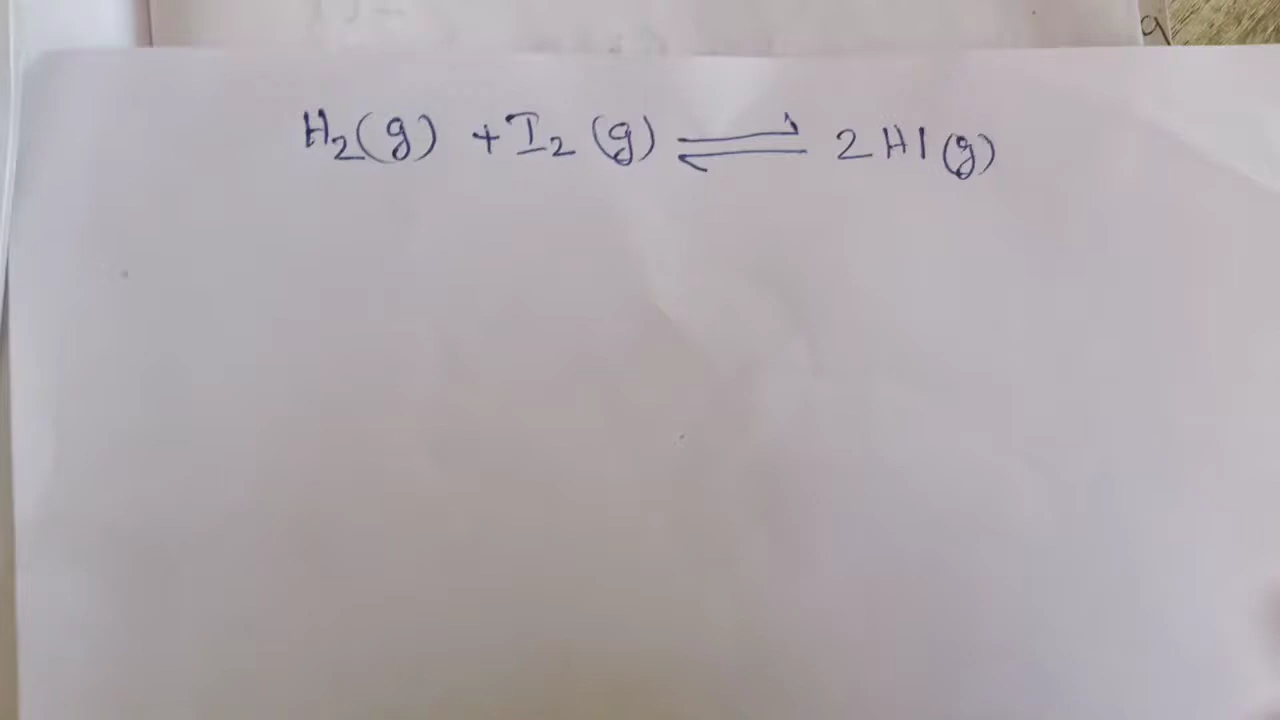 H₂(g) + I₂(g) ⇌ 2HI(g)